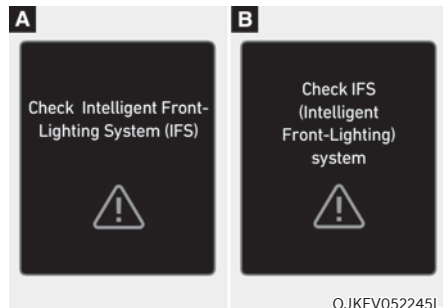 A
Check Intelligent Front-
Lighting System (IFS)
B
Check IFS
(Intelligent
Front-Lighting)
system
OJKEV052245L